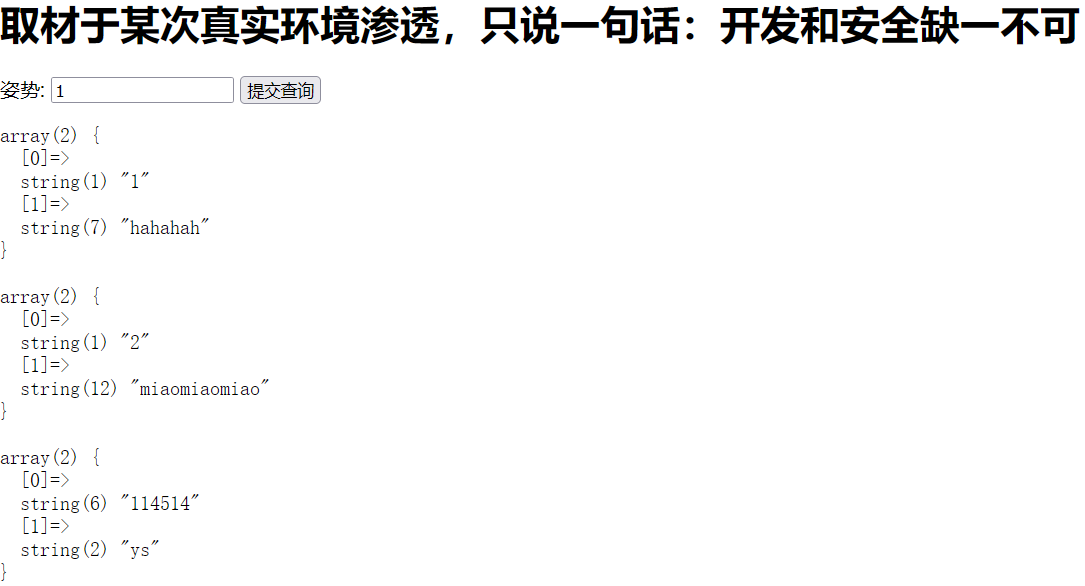 取材于某次真实环境渗透，只说一句话：开发和安全缺一不可
姿势: 1 提交查询
array(2) {
  [0]=>
  string(1) "1"
  [1]=>
  string(7) "hahahah"
}
array(2) {
  [0]=>
  string(1) "2"
  [1]=>
  string(12) "miaomiaomiao"
}
array(2) {
  [0]=>
  string(6) "114514"
  [1]=>
  string(2) "ys"
}